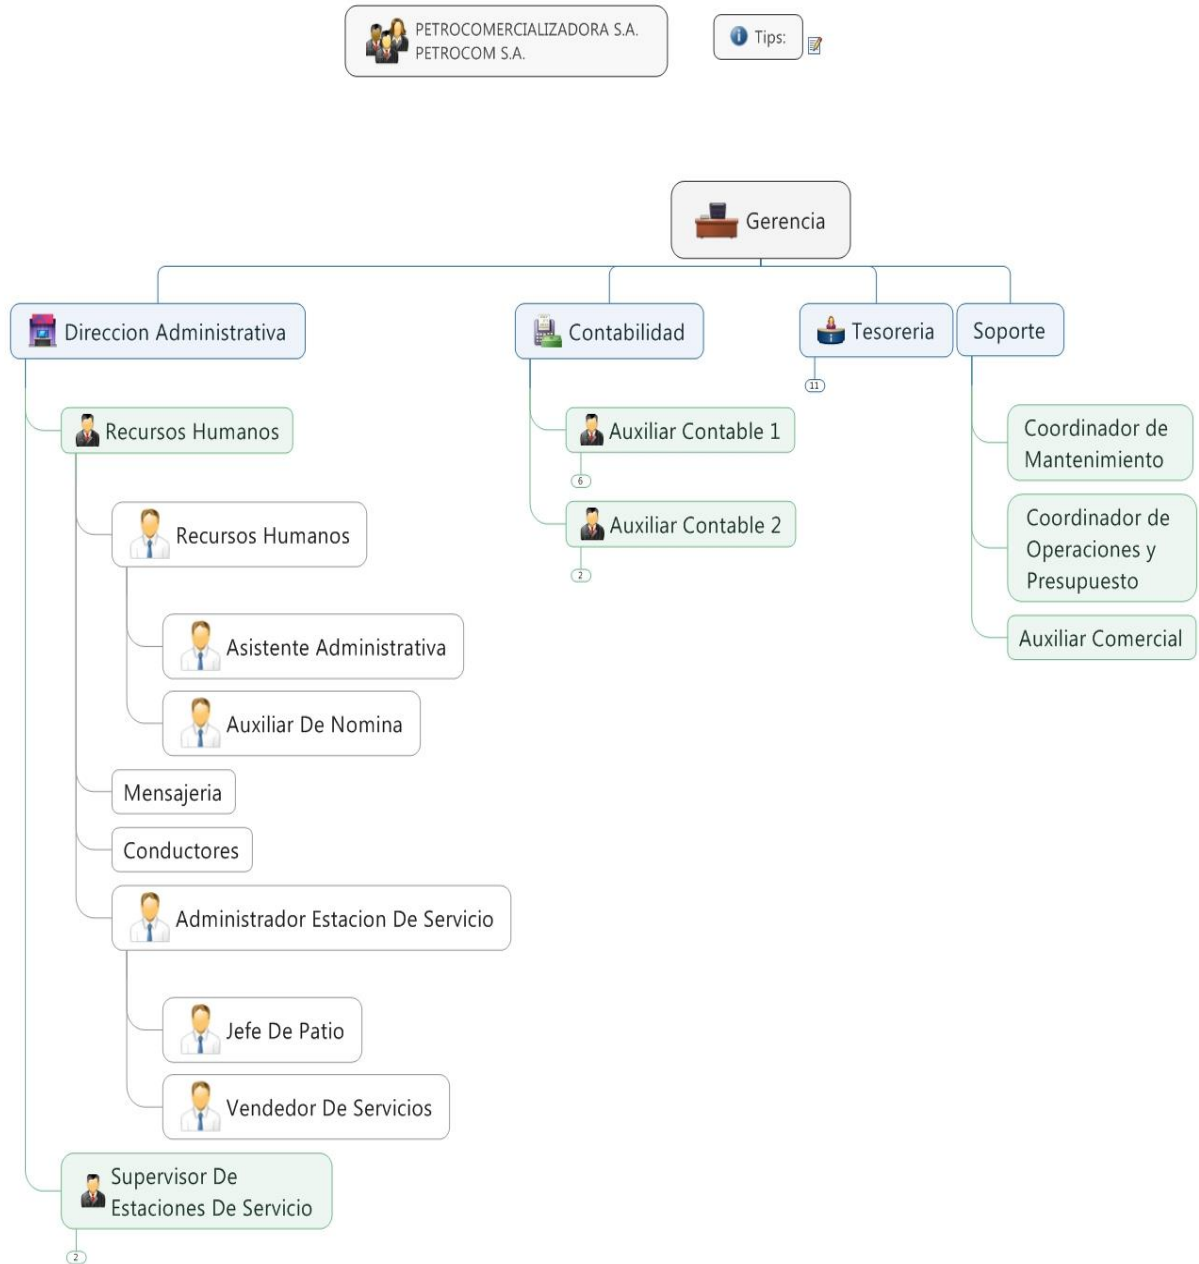 PETROCOMERCIALIZADORA S.A.
PETROCOM S.A.
Tips:
Gerencia
Direccion Administrativa
Contabilidad
Tesoreria
Soporte
11
Recursos Humanos
Auxiliar Contable 1
6
Auxiliar Contable 2
2
Coordinador de
Mantenimiento
Coordinador de
Operaciones y
Presupuesto
Auxiliar Comercial
Recursos Humanos
Asistente Administrativa
Auxiliar De Nomina
Mensajeria
Conductores
Administrador Estacion De Servicio
Jefe De Patio
Vendedor De Servicios
Supervisor De
Estaciones De Servicio
2